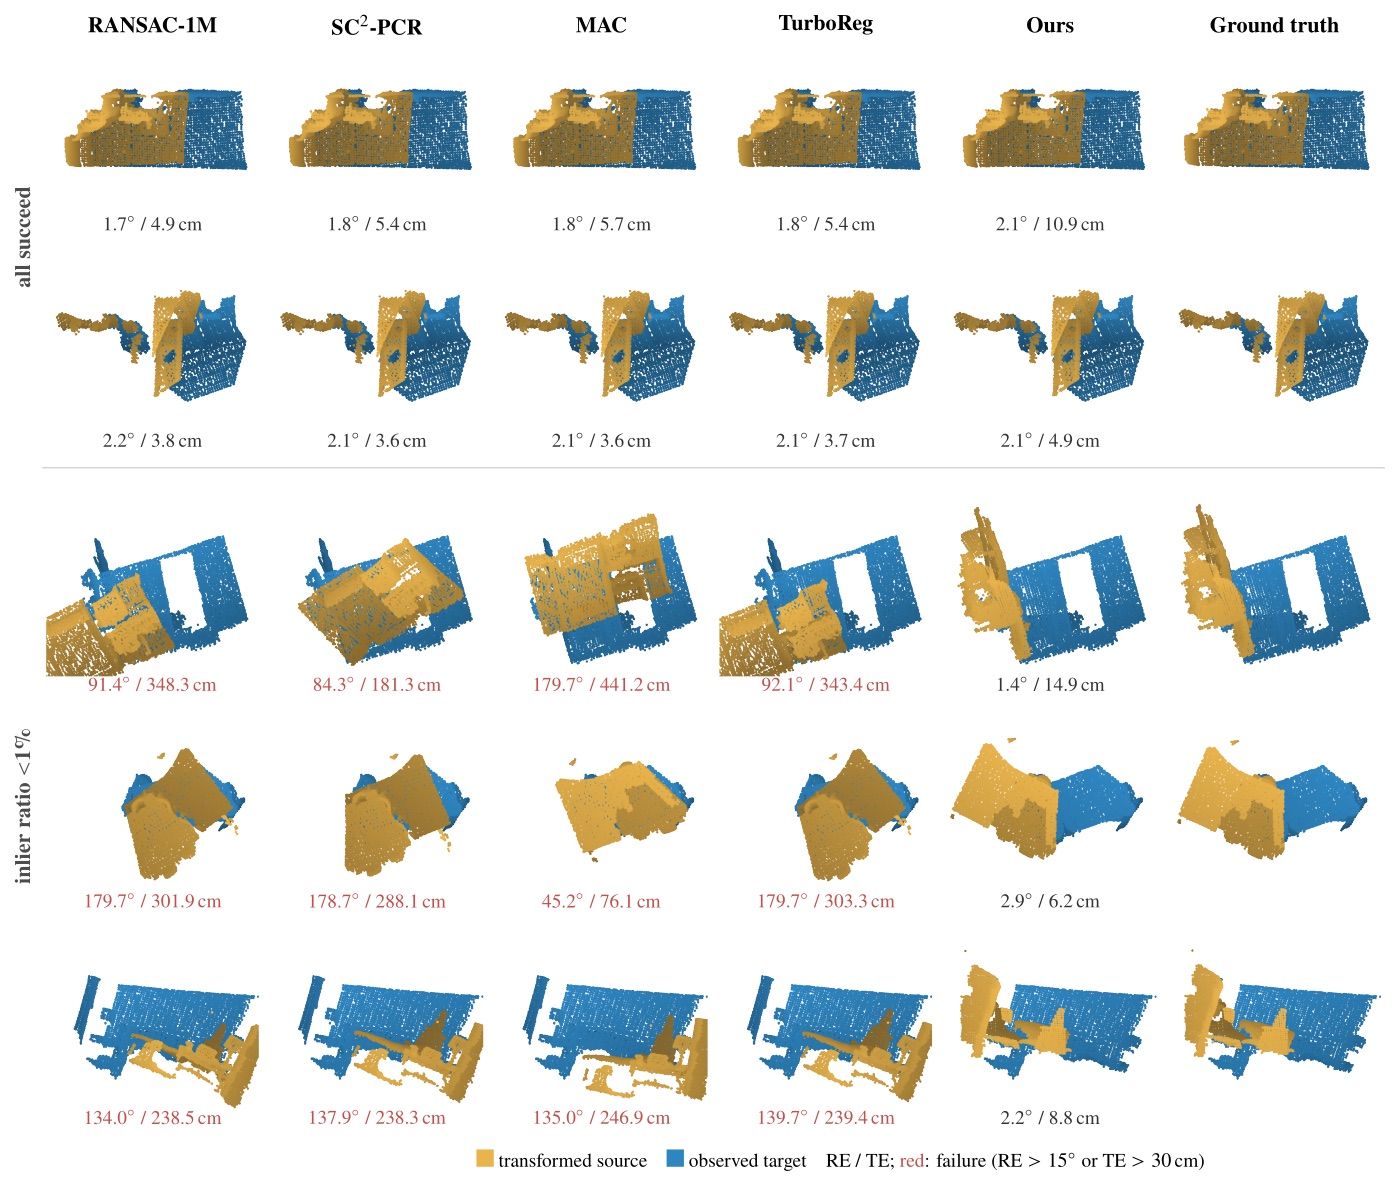 RANSAC-1M SC²-PCR MAC TurboReg Ours Ground truth
all succeed
1.7° / 4.9 cm 1.8° / 5.4 cm 1.8° / 5.7 cm 1.8° / 5.4 cm 2.1° / 10.9 cm
2.2° / 3.8 cm 2.1° / 3.6 cm 2.1° / 3.6 cm 2.1° / 3.7 cm 2.1° / 4.9 cm
inlier ratio <1%
91.4° / 348.3 cm 84.3° / 181.3 cm 179.7° / 441.2 cm 92.1° / 343.4 cm 1.4° / 14.9 cm
179.7° / 301.9 cm 178.7° / 288.1 cm 45.2° / 76.1 cm 179.7° / 303.3 cm 2.9° / 6.2 cm
134.0° / 238.5 cm 137.9° / 238.3 cm 135.0° / 246.9 cm 139.7° / 239.4 cm 2.2° / 8.8 cm
transformed source observed target RE / TE; red: failure (RE > 15° or TE > 30 cm)